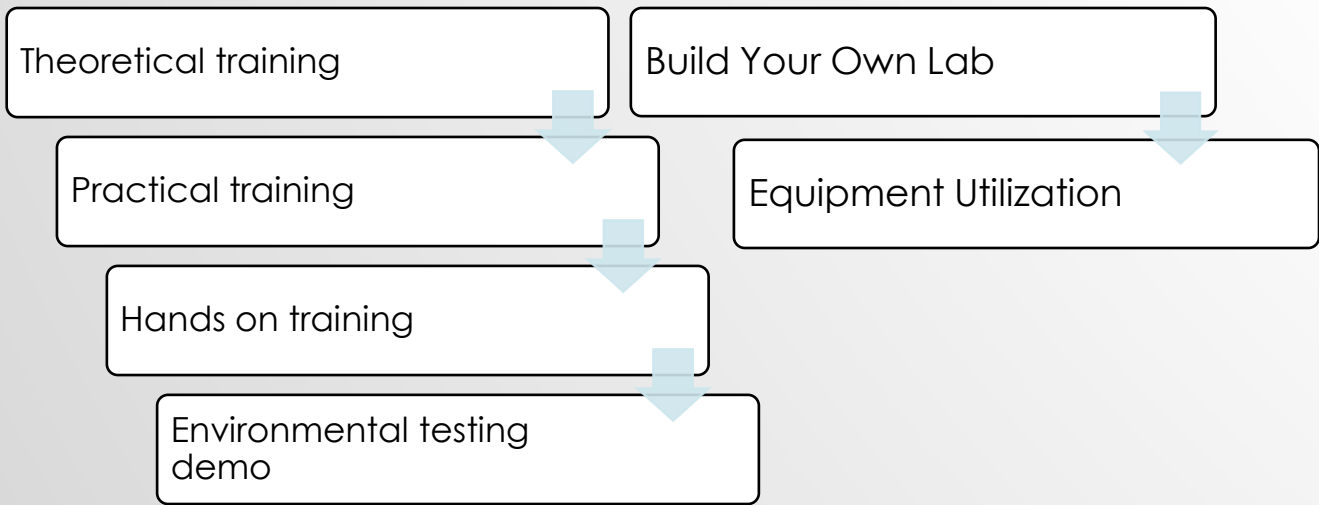 Theoretical training
Practical training
Hands on training
Environmental testing
demo
Build Your Own Lab
Equipment Utilization